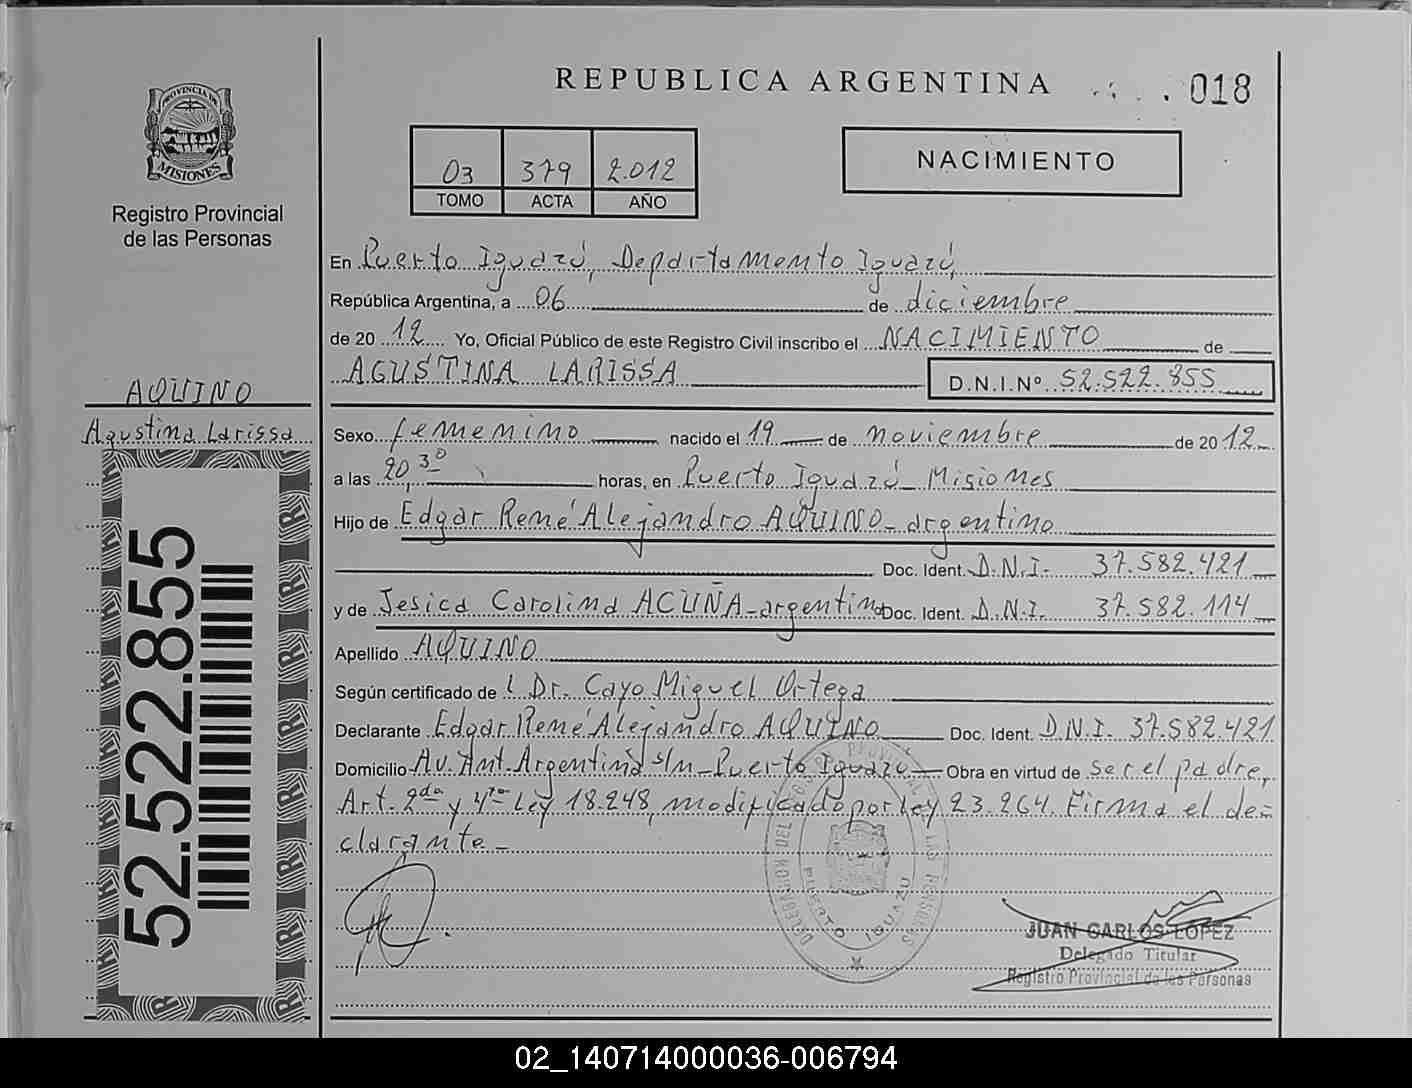 REPUBLICA ARGENTINA
018
PROVINCIA DE
MISIONES
Registro Provincial
de las Personas
03 379 2.012
TOMO ACTA AÑO
NACIMIENTO
En Puerto Iguazú, Departamento Iguazú,
República Argentina, a 06 de diciembre
de 2012 Yo, Oficial Público de este Registro Civil inscribo el NACIMIENTO de
AGUSTINA LARISSA D.N.I.Nº 52.522.855
AQUINO
Agustina Larissa
52.522.855
Sexo femenino nacido el 19 de noviembre de 2012
a las 20,30 horas, en Puerto Iguazú - Misiones
Hijo de Edgar René Alejandro AQUINO - argentino
Doc. Ident. D.N.I. 37.582.421
y de Jesica Carolina ACUÑA - argentina Doc. Ident. D.N.I. 37.582.114
Apellido AQUINO
Según certificado de l Dr. Cayo Miguel Ortega
Declarante Edgar René Alejandro AQUINO Doc. Ident. D.N.I. 37.582.421
Domicilio Av. Ant. Argentina s/n - Puerto Iguazú - Obra en virtud de ser el padre,
Art. 2do y 4to Ley 18.248, modificado por Ley 23.264. Firma el de=
clarante -
PUERTO IGUAZU
JUAN CARLOS LOPEZ
Delegado Titular
Registro Provincial de las Personas
02_140714000036-006794